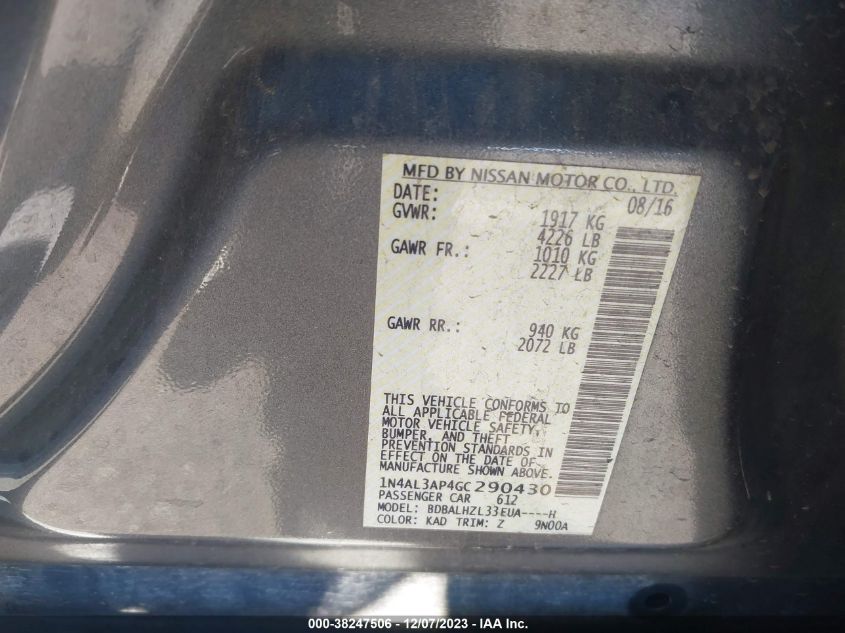 MFD BY NISSAN MOTOR CO., LTD.
DATE: 08/16
GVWR: 1917 KG
4226 LB
GAWR FR.: 1010 KG
2227 LB
GAWR RR.: 940 KG
2072 LB
THIS VEHICLE CONFORMS TO
ALL APPLICABLE FEDERAL
MOTOR VEHICLE SAFETY,
BUMPER, AND THEFT
PREVENTION STANDARDS IN
EFFECT ON THE DATE OF
MANUFACTURE SHOWN ABOVE.
1N4AL3AP4GC290430
PASSENGER CAR 612
MODEL: BDBALHZL33EUA----H
COLOR: KAD TRIM: Z 9N00A
000-38247506 - 12/07/2023 - IAA Inc.